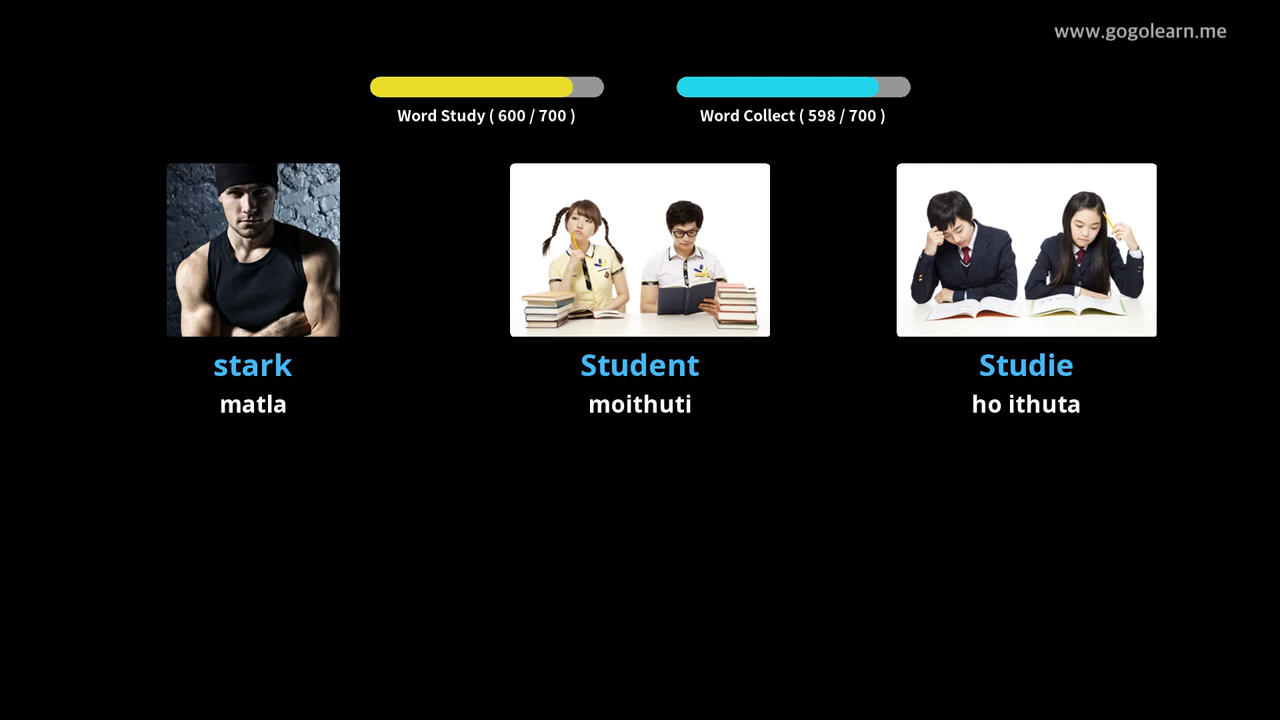 www.gogolearn.me
Word Study ( 600 / 700 )
Word Collect ( 598 / 700 )
stark
matla
Student
moithuti
Studie
ho ithuta